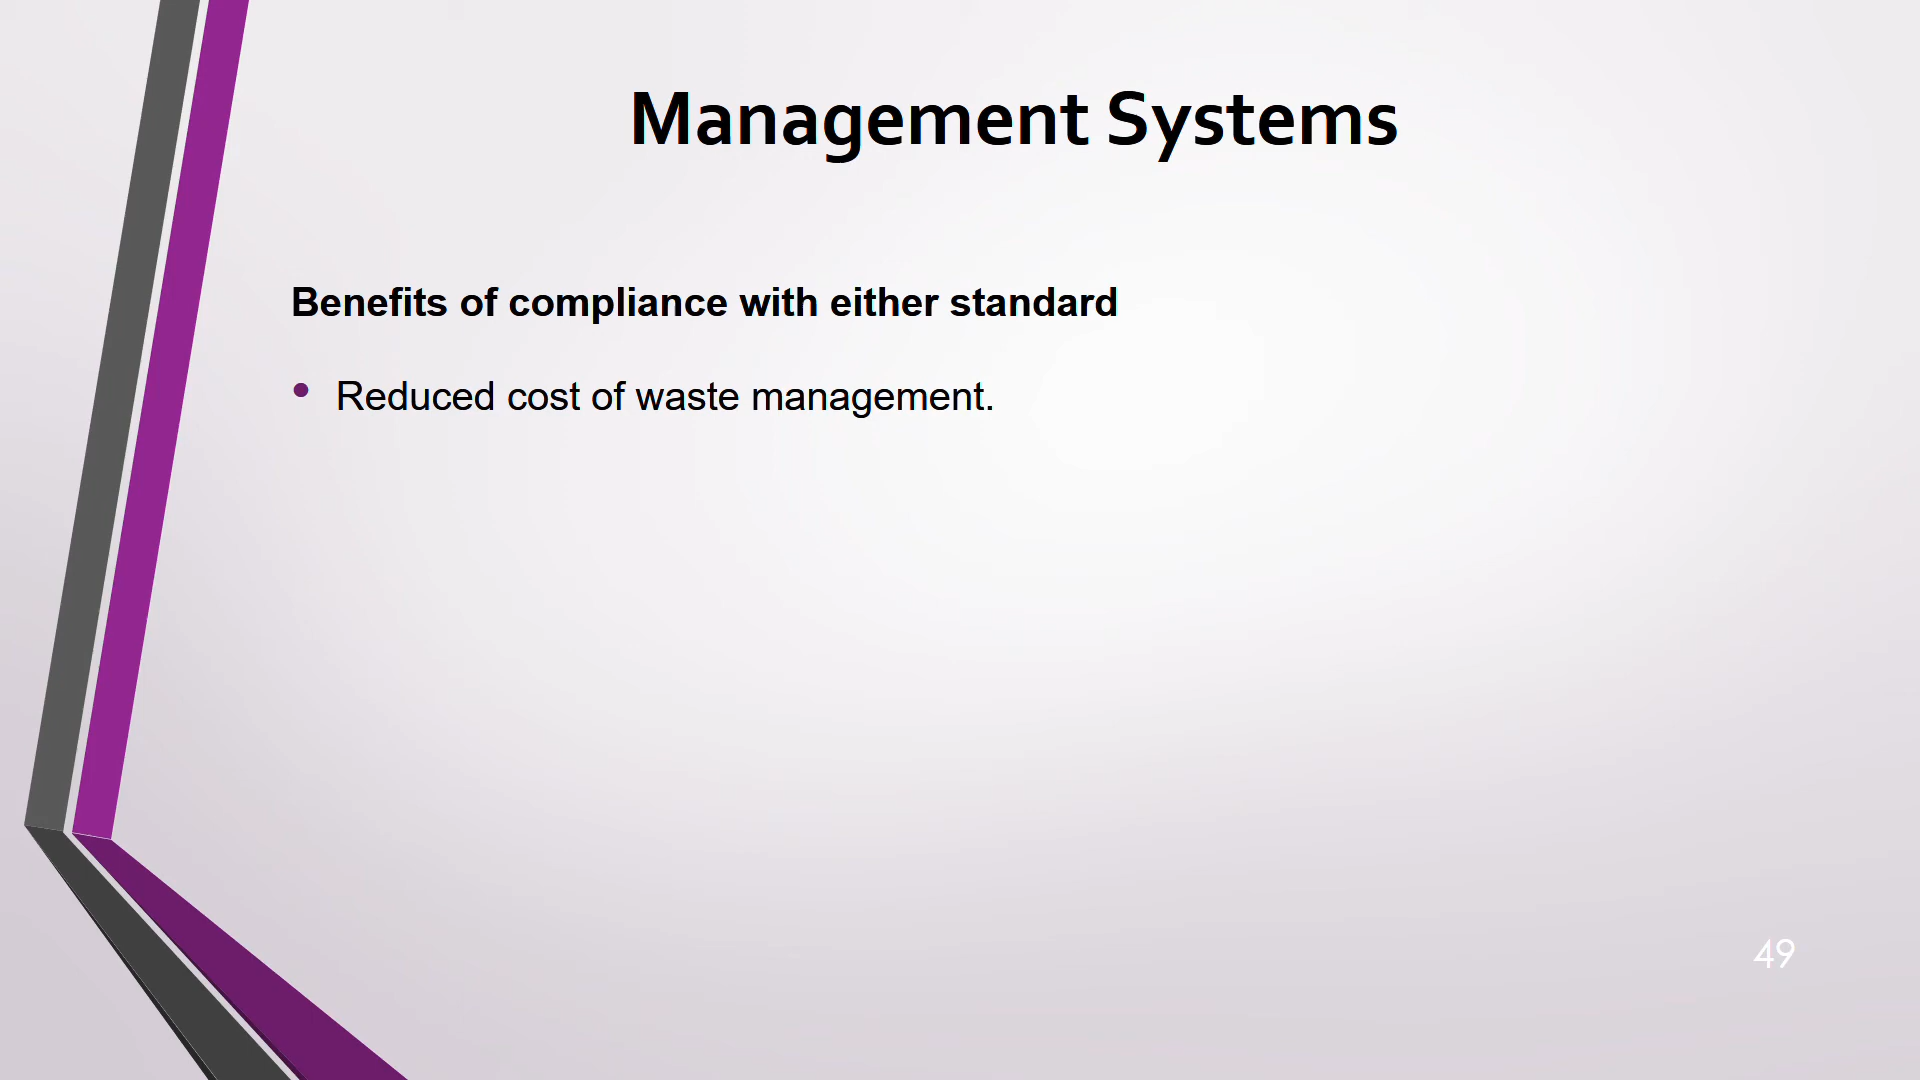 Management Systems
Benefits of compliance with either standard
• Reduced cost of waste management.
49